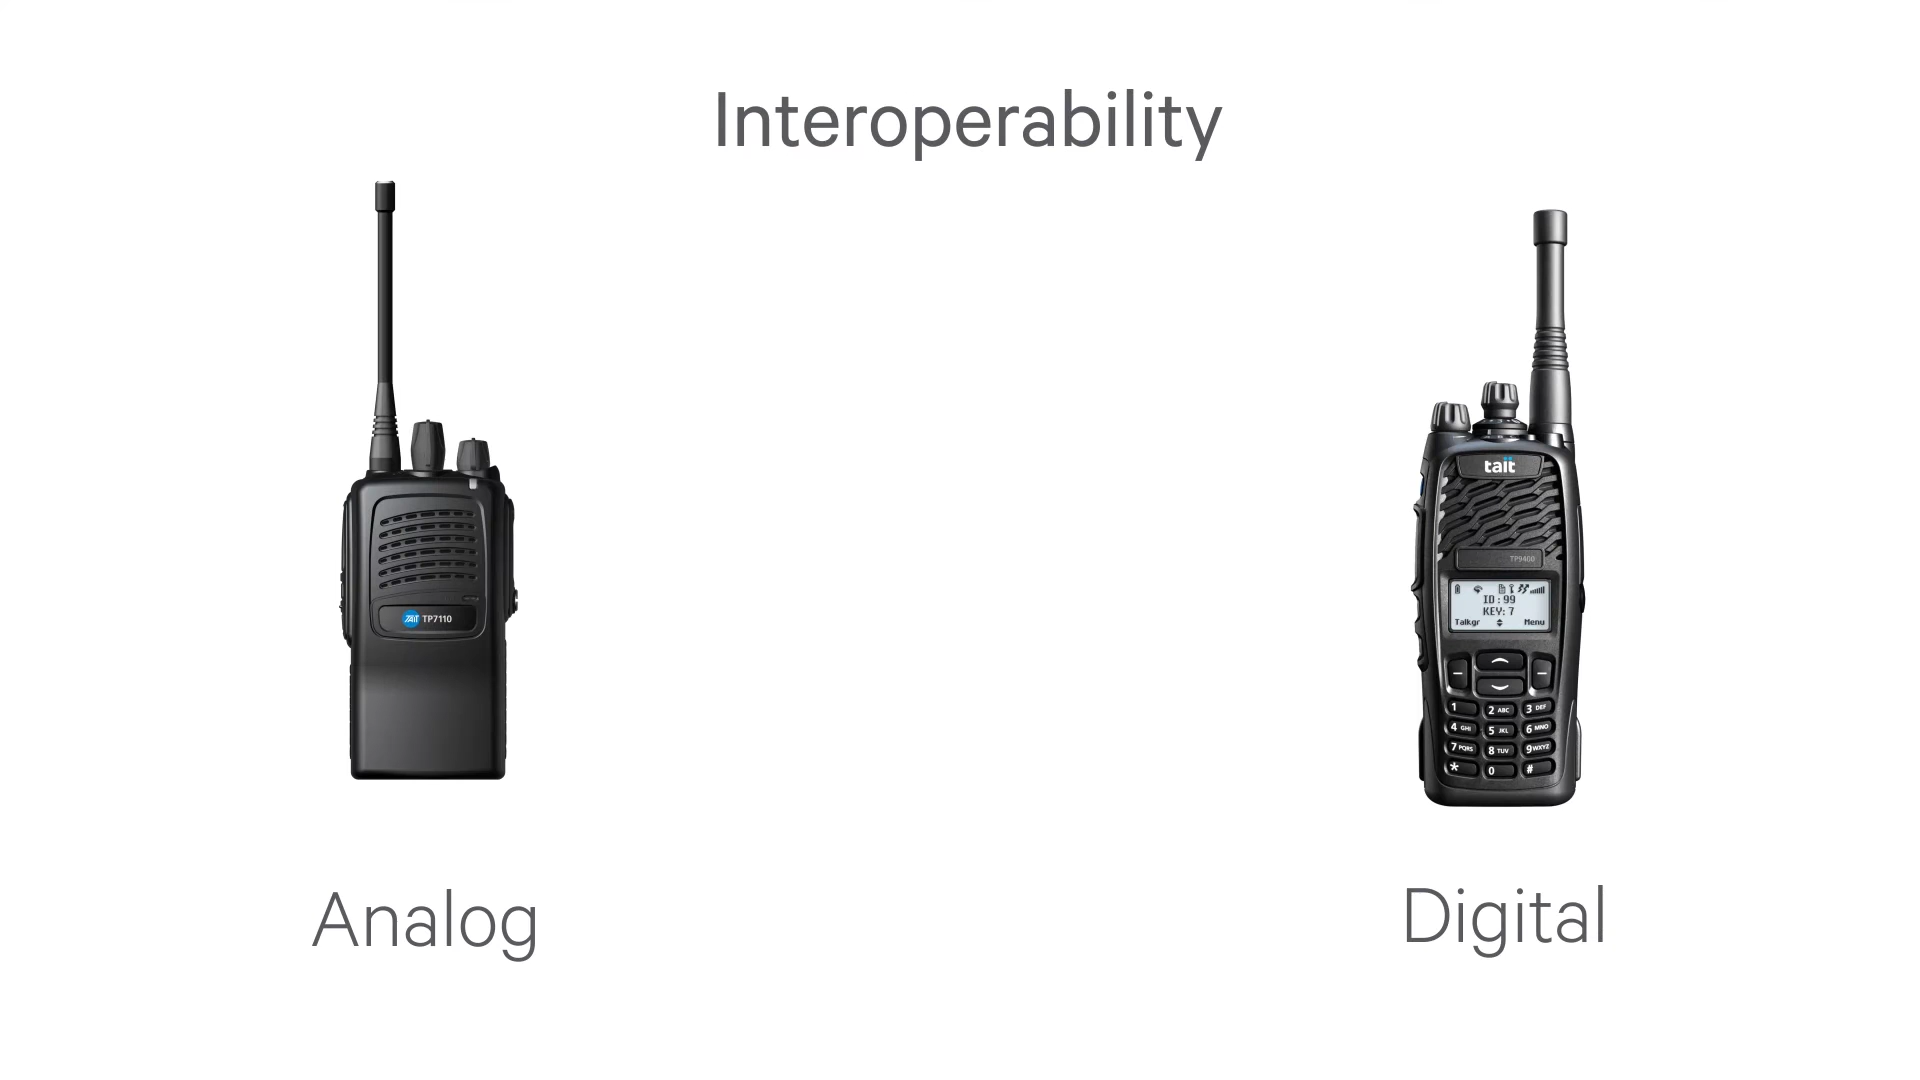 Interoperability
TAIT TP7110
tait
TP9400
ID:99
KEY:7
Talkgr Menu
1 2 ABC 3 DEF
4 GHI 5 JKL 6 MNO
7 PQRS 8 TUV 9 WXYZ
* 0 #
Analog
Digital